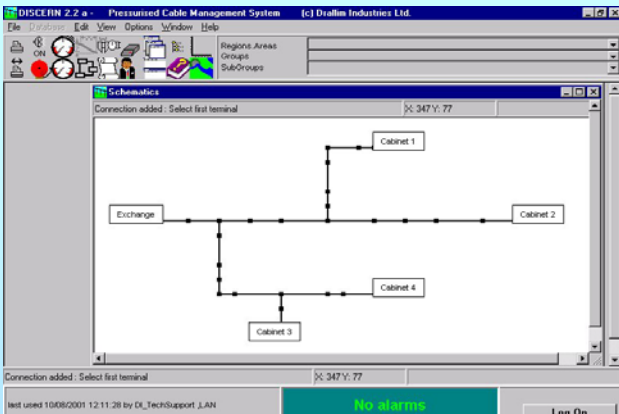 DISCERN 2.2 a - Pressurised Cable Management System (c) Drallim Industries Ltd.
File Database Edit View Options Window Help
ON
Regions.Areas
Groups
SubGroups
Schematics
Connection added : Select first terminal X: 347 Y: 77
Cabinet 1
Exchange
Cabinet 2
Cabinet 4
Cabinet 3
Connection added : Select first terminal X: 347 Y: 77
last used 10/08/2001 12:11:28 by DI_TechSupport ,LAN
No alarms
Log On